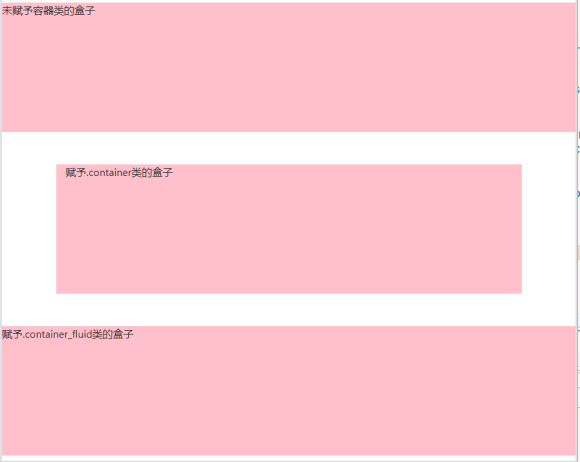 未赋予容器类的盒子
赋予.container类的盒子
赋予.container_fluid类的盒子